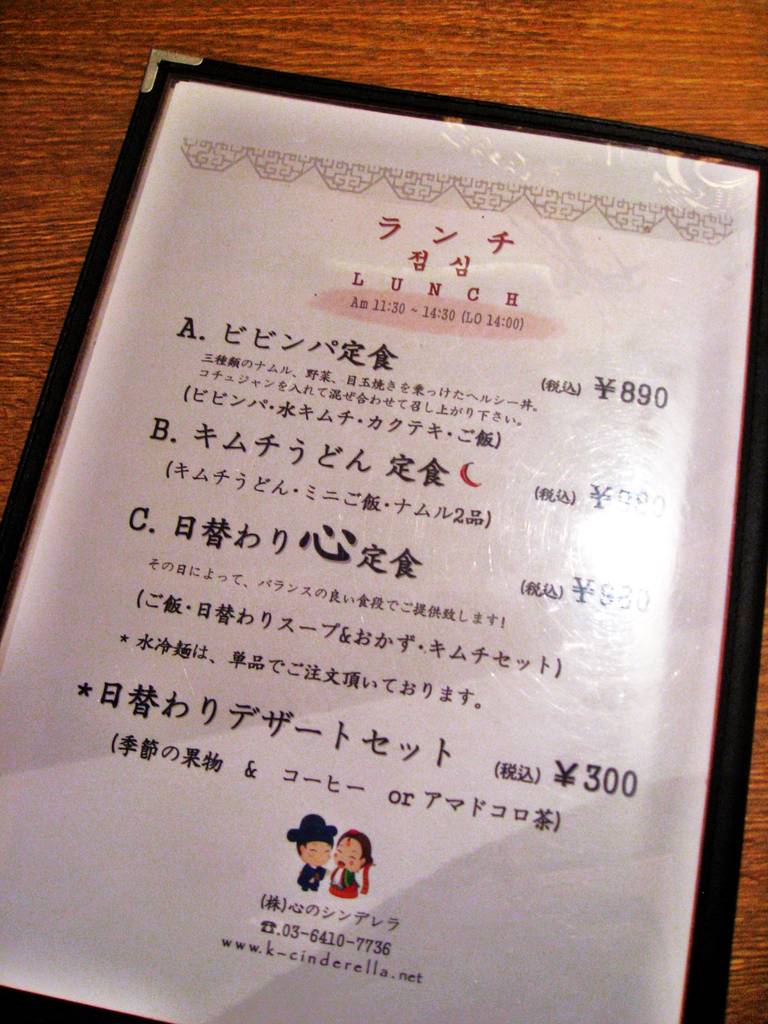 ランチ
점심
LUNCH
Am 11:30 ~ 14:30 (LO 14:00)
A. ビビンパ定食 (税込) ￥890
三種類のナムル、野菜、目玉焼きを乗っけたヘルシー丼。
コチュジャンを入れて混ぜ合わせて召し上がり下さい。
(ビビンパ・水キムチ・カクテキ・ご飯)
B. キムチうどん 定食 (税込)
(キムチうどん・ミニご飯・ナムル2品)
C. 日替わり 心 定食 (税込)
その日によって、バランスの良い食段でご提供致します!
(ご飯・日替わりスープ&おかず・キムチセット)
* 水冷麺は、単品でご注文頂いております。
*日替わりデザートセット (税込) ￥300
(季節の果物 & コーヒー or アマドコロ茶)
(株)心のシンデレラ
☎.03-6410-7736
www.k-cinderella.net